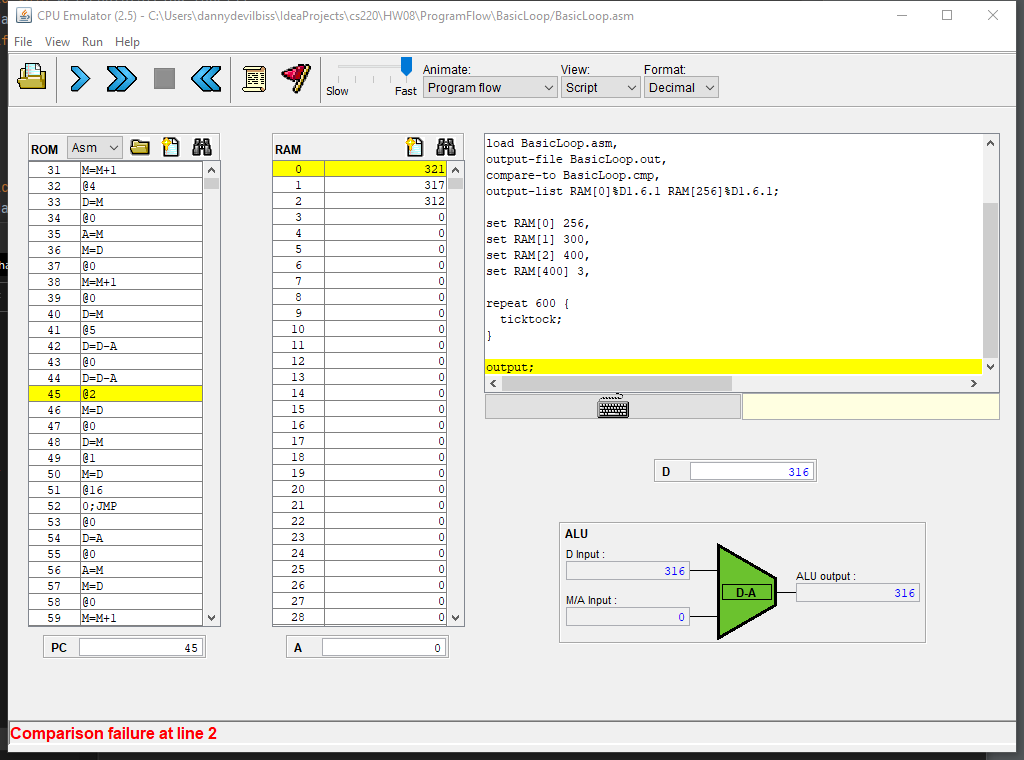 CPU Emulator (2.5) - C:\Users\dannydevilbiss\IdeaProjects\cs220\HW08\ProgramFlow\BasicLoop/BasicLoop.asm
File View Run Help
Slow Fast
Animate: View: Format:
Program flow Script Decimal
ROM Asm
31 M=M+1
32 @4
33 D=M
34 @0
35 A=M
36 M=D
37 @0
38 M=M+1
39 @0
40 D=M
41 @5
42 D=D-A
43 @0
44 D=D-A
45 @2
46 M=D
47 @0
48 D=M
49 @1
50 M=D
51 @16
52 0;JMP
53 @0
54 D=A
55 @0
56 A=M
57 M=D
58 @0
59 M=M+1
PC 45
RAM
0 321
1 317
2 312
3 0
4 0
5 0
6 0
7 0
8 0
9 0
10 0
11 0
12 0
13 0
14 0
15 0
16 0
17 0
18 0
19 0
20 0
21 0
22 0
23 0
24 0
25 0
26 0
27 0
28 0
A 0
load BasicLoop.asm,
output-file BasicLoop.out,
compare-to BasicLoop.cmp,
output-list RAM[0]%D1.6.1 RAM[256]%D1.6.1;
set RAM[0] 256,
set RAM[1] 300,
set RAM[2] 400,
set RAM[400] 3,
repeat 600 {
ticktock;
}
output;
D 316
ALU
D Input :
316
M/A Input :
0
D-A
ALU output :
316
Comparison failure at line 2